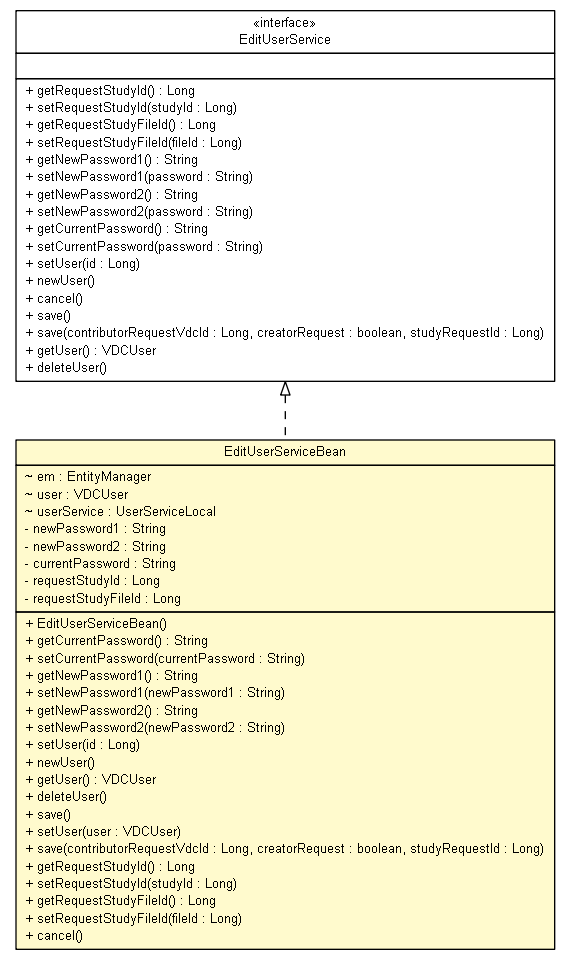 «interface»
EditUserService
+ getRequestStudyId() : Long
+ setRequestStudyId(studyId : Long)
+ getRequestStudyFileId() : Long
+ setRequestStudyFileId(fileId : Long)
+ getNewPassword1() : String
+ setNewPassword1(password : String)
+ getNewPassword2() : String
+ setNewPassword2(password : String)
+ getCurrentPassword() : String
+ setCurrentPassword(password : String)
+ setUser(id : Long)
+ newUser()
+ cancel()
+ save()
+ save(contributorRequestVdcId : Long, creatorRequest : boolean, studyRequestId : Long)
+ getUser() : VDCUser
+ deleteUser()
EditUserServiceBean
~ em : EntityManager
~ user : VDCUser
~ userService : UserServiceLocal
- newPassword1 : String
- newPassword2 : String
- currentPassword : String
- requestStudyId : Long
- requestStudyFileId : Long
+ EditUserServiceBean()
+ getCurrentPassword() : String
+ setCurrentPassword(currentPassword : String)
+ getNewPassword1() : String
+ setNewPassword1(newPassword1 : String)
+ getNewPassword2() : String
+ setNewPassword2(newPassword2 : String)
+ setUser(id : Long)
+ newUser()
+ getUser() : VDCUser
+ deleteUser()
+ save()
+ setUser(user : VDCUser)
+ save(contributorRequestVdcId : Long, creatorRequest : boolean, studyRequestId : Long)
+ getRequestStudyId() : Long
+ setRequestStudyId(studyId : Long)
+ getRequestStudyFileId() : Long
+ setRequestStudyFileId(fileId : Long)
+ cancel()